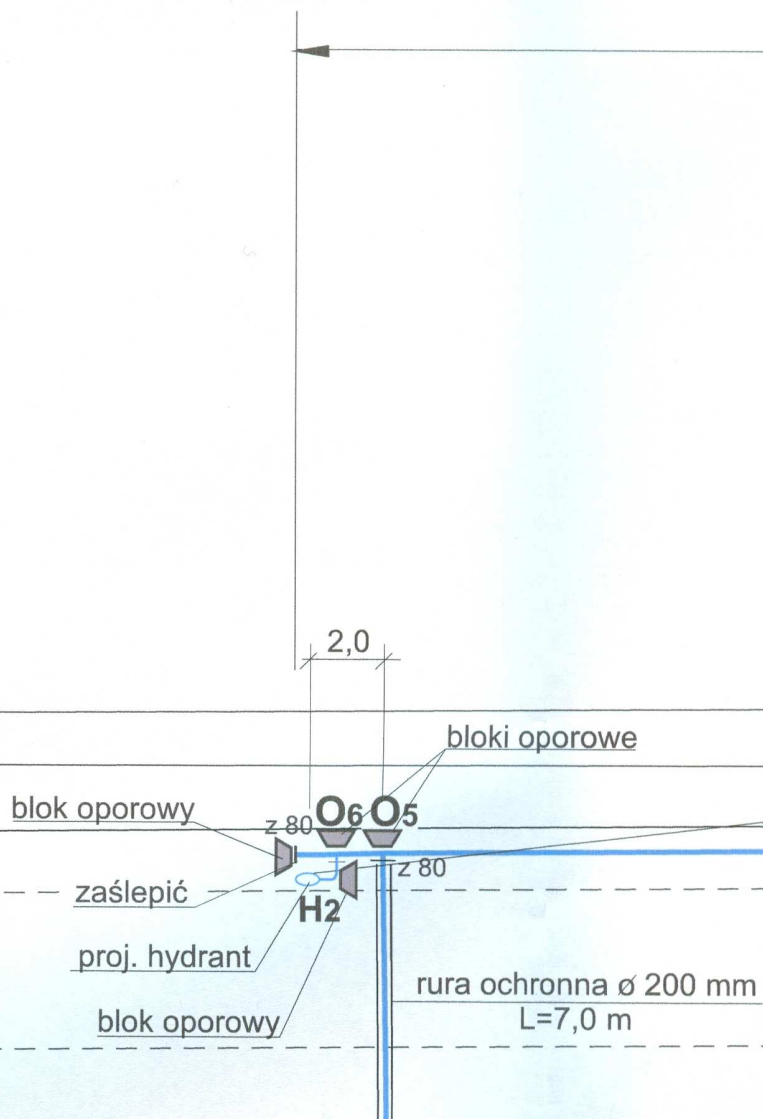 2,0
bloki oporowe
blok oporowy
O6 O5
z 80
z 80
zaślepić
H2
proj. hydrant
rura ochronna ø 200 mm
L=7,0 m
blok oporowy